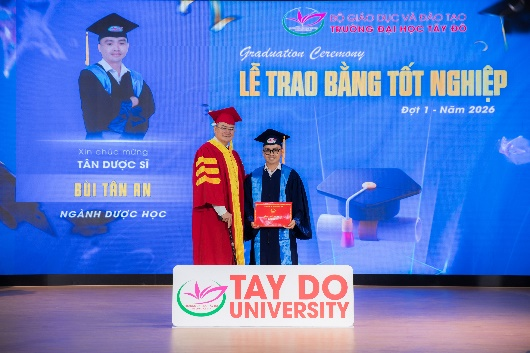 BỘ GIÁO DỤC VÀ ĐÀO TẠO
TRƯỜNG ĐẠI HỌC TÂY ĐÔ
Graduation Ceremony
LỄ TRAO BẰNG TỐT NGHIỆP
Đợt 1 - Năm 2026
Xin chúc mừng
TÂN DƯỢC SĨ
BÙI TẤN AN
NGÀNH DƯỢC HỌC
TAY DO
UNIVERSITY